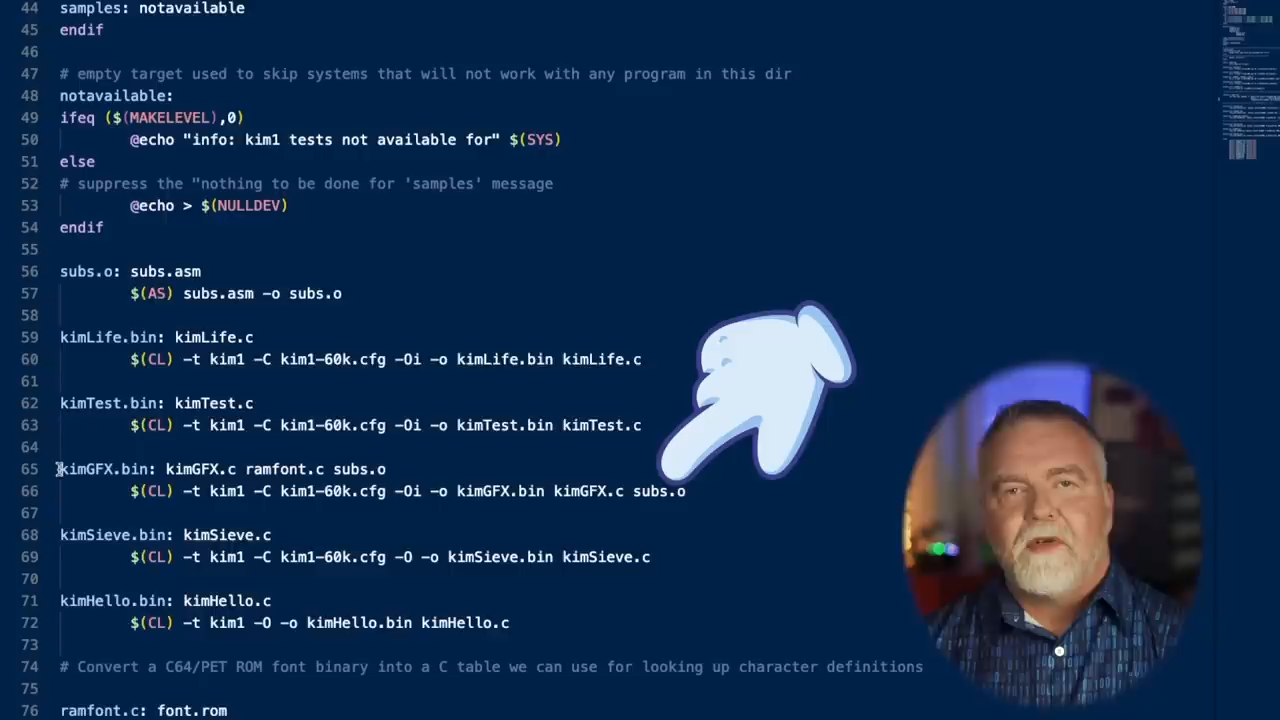 44 samples: notavailable
45 endif
46
47 # empty target used to skip systems that will not work with any program in this dir
48 notavailable:
49 ifeq ($(MAKELEVEL),0)
50 @echo "info: kim1 tests not available for" $(SYS)
51 else
52 # suppress the "nothing to be done for 'samples' message
53 @echo > $(NULLDEV)
54 endif
55
56 subs.o: subs.asm
57 $(AS) subs.asm -o subs.o
58
59 kimLife.bin: kimLife.c
60 $(CL) -t kim1 -C kim1-60k.cfg -Oi -o kimLife.bin kimLife.c
61
62 kimTest.bin: kimTest.c
63 $(CL) -t kim1 -C kim1-60k.cfg -Oi -o kimTest.bin kimTest.c
64
65 kimGFX.bin: kimGFX.c ramfont.c subs.o
66 $(CL) -t kim1 -C kim1-60k.cfg -Oi -o kimGFX.bin kimGFX.c subs.o
67
68 kimSieve.bin: kimSieve.c
69 $(CL) -t kim1 -C kim1-60k.cfg -O -o kimSieve.bin kimSieve.c
70
71 kimHello.bin: kimHello.c
72 $(CL) -t kim1 -O -o kimHello.bin kimHello.c
73
74 # Convert a C64/PET ROM font binary into a C table we can use for looking up character definitions
75
76 ramfont.c: font.rom